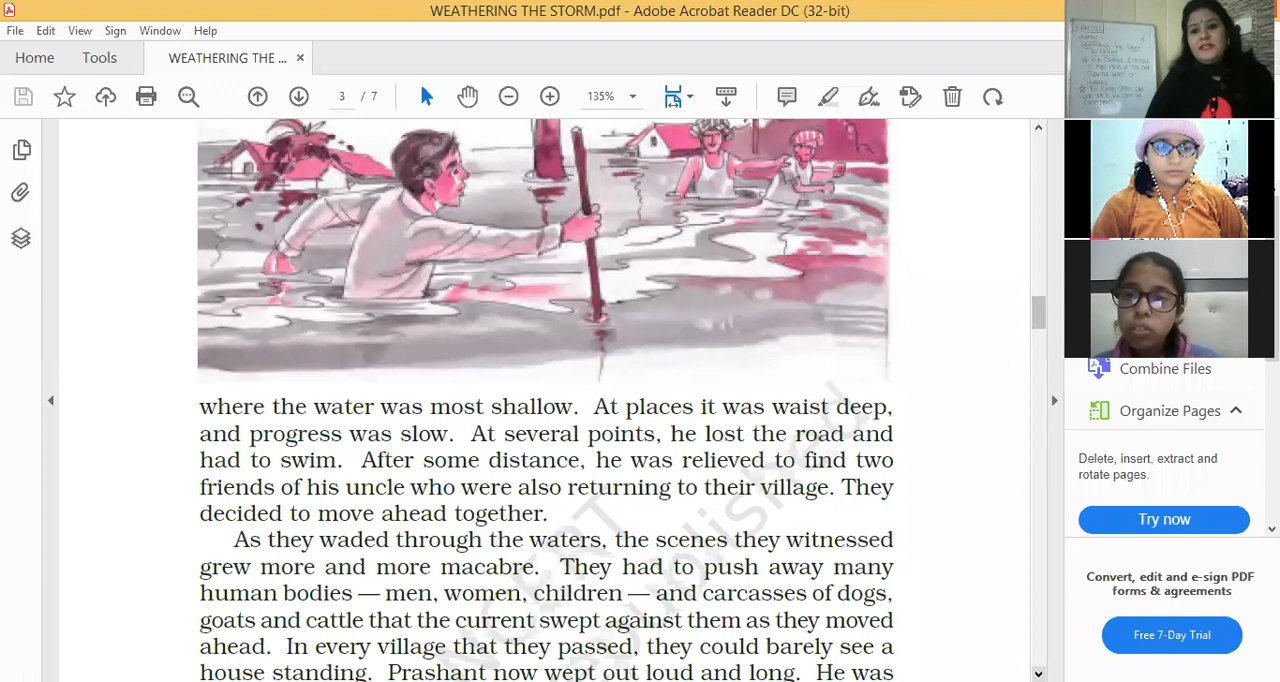 WEATHERING THE STORM.pdf - Adobe Acrobat Reader DC (32-bit)
File Edit View Sign Window Help
Home Tools WEATHERING THE ... ×
3 / 7 135%
where the water was most shallow. At places it was waist deep,
and progress was slow. At several points, he lost the road and
had to swim. After some distance, he was relieved to find two
friends of his uncle who were also returning to their village. They
decided to move ahead together.
As they waded through the waters, the scenes they witnessed
grew more and more macabre. They had to push away many
human bodies — men, women, children — and carcasses of dogs,
goats and cattle that the current swept against them as they moved
ahead. In every village that they passed, they could barely see a
house standing. Prashant now wept out loud and long. He was
Combine Files
Organize Pages
Delete, insert, extract and
rotate pages.
Try now
Convert, edit and e-sign PDF
forms & agreements
Free 7-Day Trial